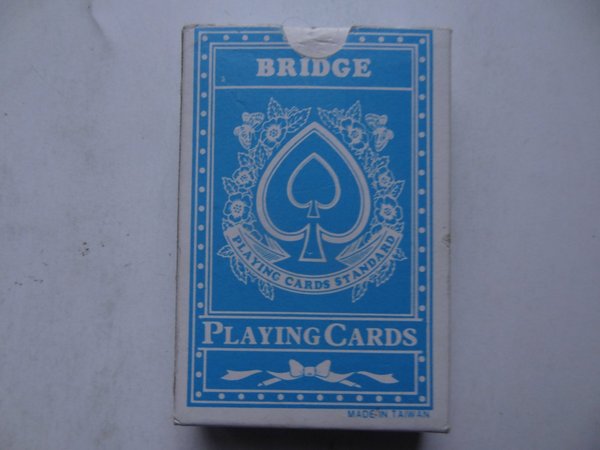 BRIDGE
PLAYING CARDS STANDARD
PLAYING CARDS
MADE IN TAIWAN